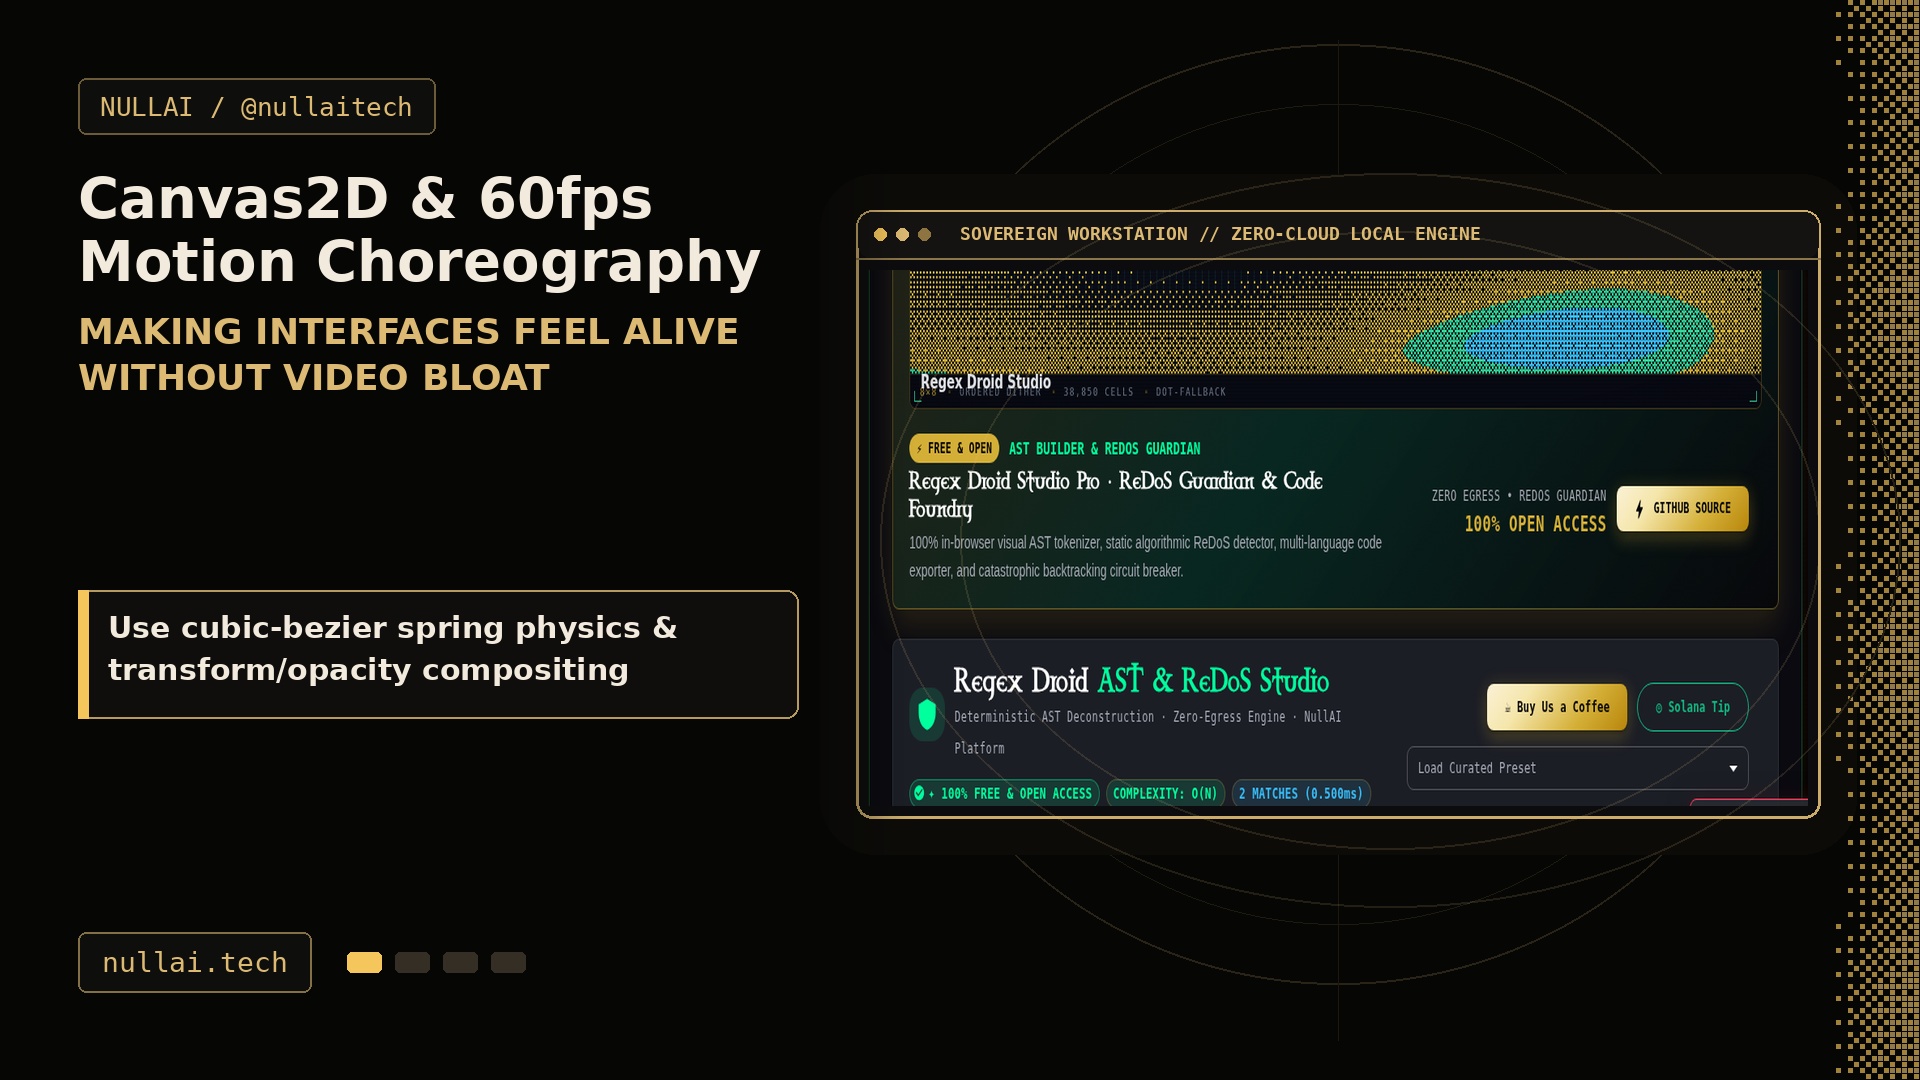 NULLAI / @nullaitech
Canvas2D & 60fps
Motion Choreography
MAKING INTERFACES FEEL ALIVE
WITHOUT VIDEO BLOAT
Use cubic-bezier spring physics &
transform/opacity compositing
nullai.tech
SOVEREIGN WORKSTATION // ZERO-CLOUD LOCAL ENGINE
Regex Droid Studio
8×8 · ORDERED DITHER · 38,850 CELLS · DOT-FALLBACK
FREE & OPEN
AST BUILDER & REDOS GUARDIAN
Regex Droid Studio Pro · ReDoS Guardian & Code
Foundry
100% in-browser visual AST tokenizer, static algorithmic ReDoS detector, multi-language code
exporter, and catastrophic backtracking circuit breaker.
ZERO EGRESS • REDOS GUARDIAN
100% OPEN ACCESS
GITHUB SOURCE
Regex Droid AST & ReDoS Studio
Deterministic AST Deconstruction · Zero-Egress Engine · NullAI
Platform
100% FREE & OPEN ACCESS
COMPLEXITY: O(N)
2 MATCHES (0.500ms)
Buy Us a Coffee
Solana Tip
Load Curated Preset